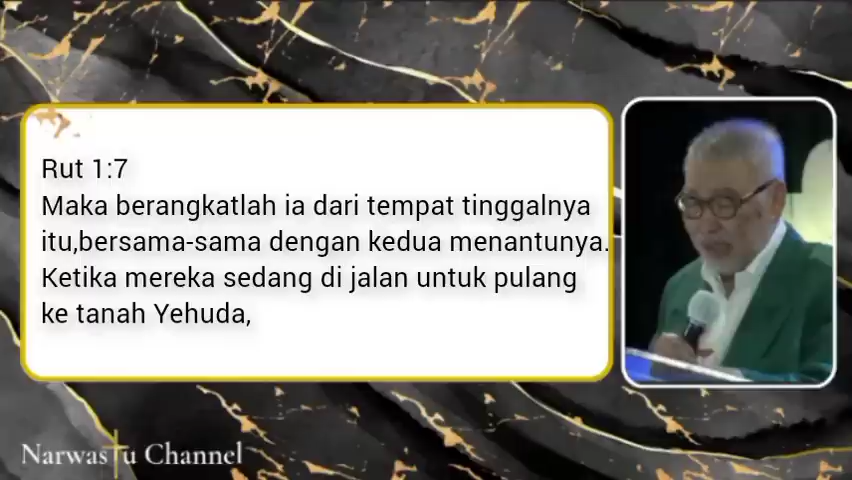 Rut 1:7
Maka berangkatlah ia dari tempat tinggalnya
itu,bersama-sama dengan kedua menantunya.
Ketika mereka sedang di jalan untuk pulang
ke tanah Yehuda,
Narwastu Channel